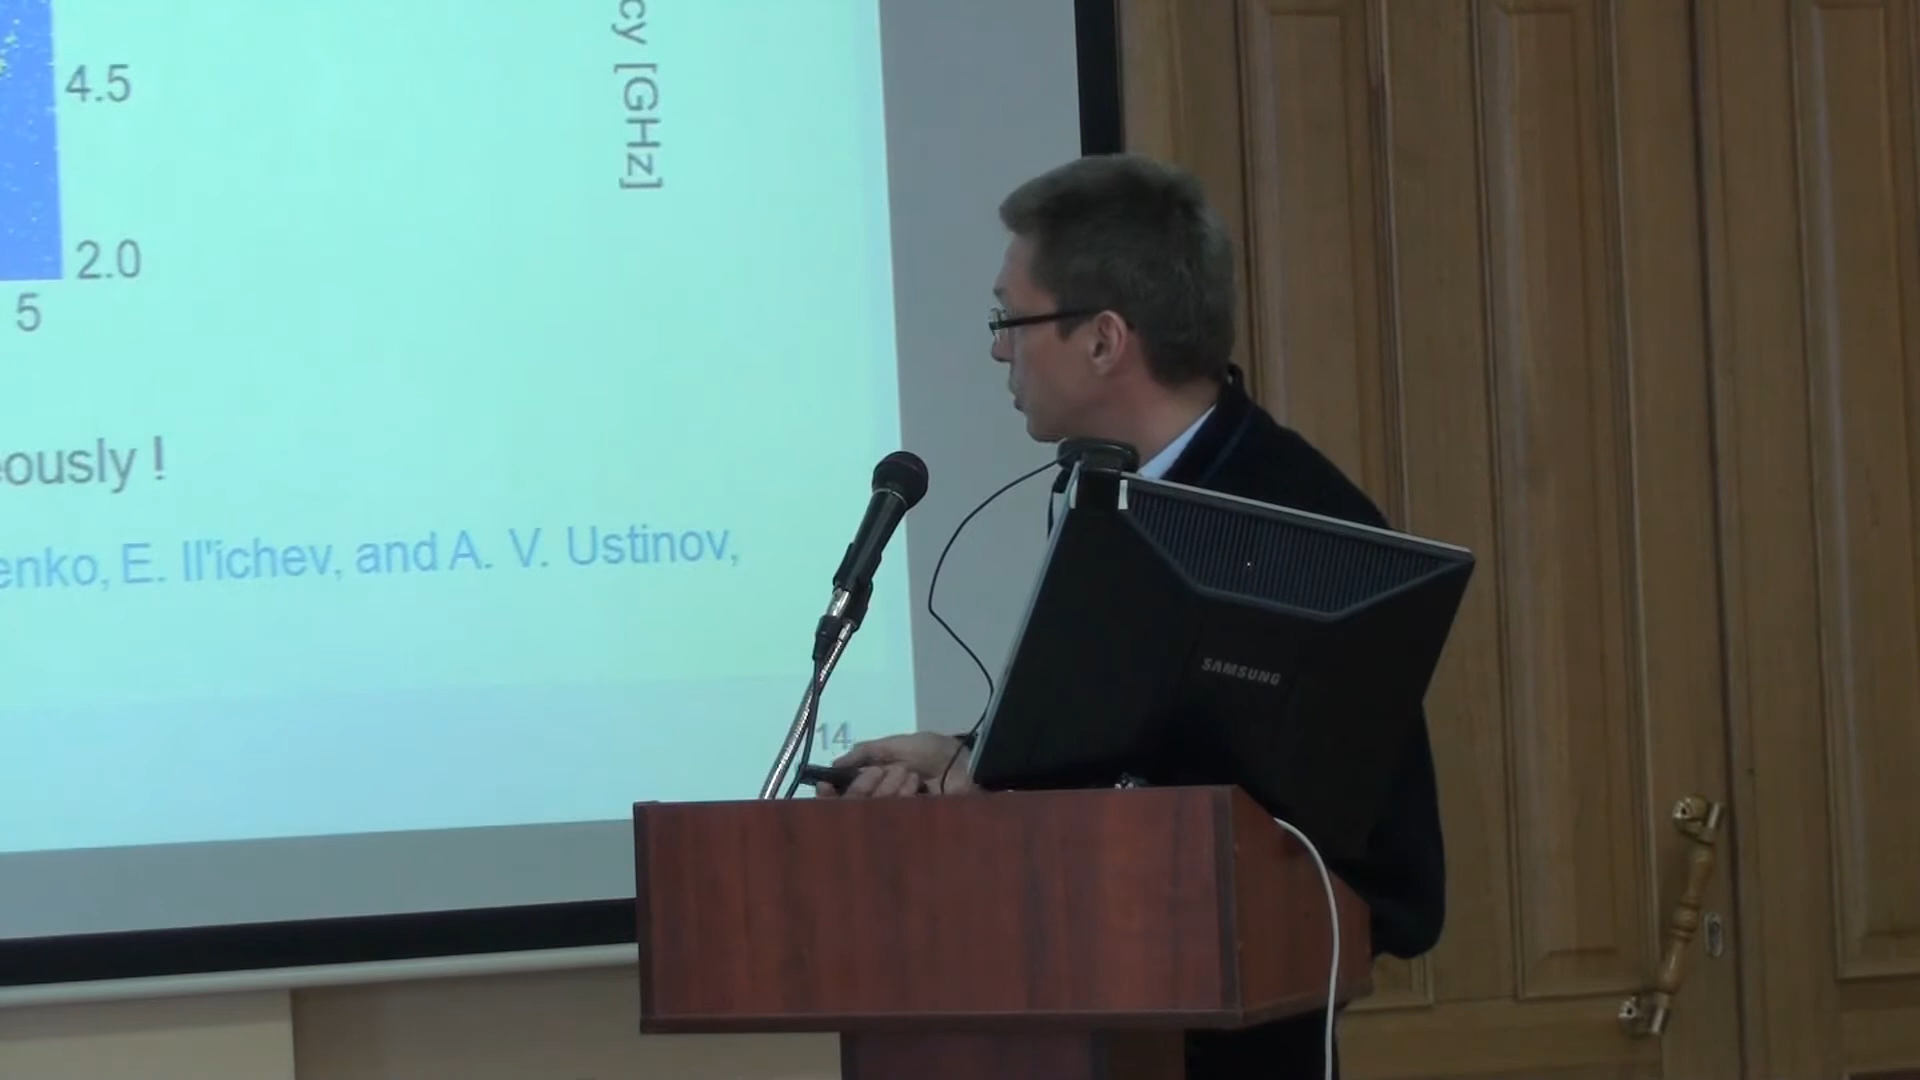 cy [GHz]
4.5
2.0
5
eously !
enko, E. Il'ichev, and A. V. Ustinov,
14
SAMSUNG